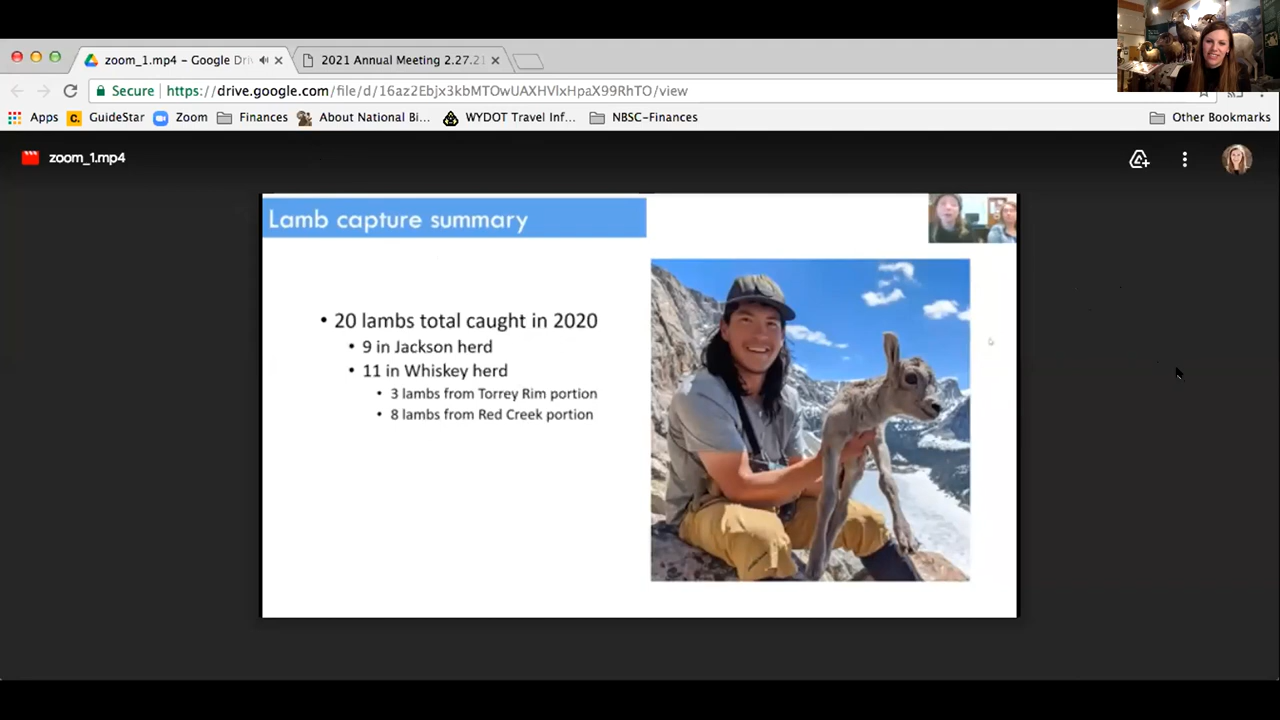 zoom_1.mp4 - Google Dri
2021 Annual Meeting 2.27.21
Secure https://drive.google.com/file/d/16az2Ebjx3kbMTOwUAXHVlxHpaX99RhTO/view
Apps GuideStar Zoom Finances About National Bi... WYDOT Travel Inf... NBSC-Finances Other Bookmarks
zoom_1.mp4
Lamb capture summary
• 20 lambs total caught in 2020
• 9 in Jackson herd
• 11 in Whiskey herd
• 3 lambs from Torrey Rim portion
• 8 lambs from Red Creek portion